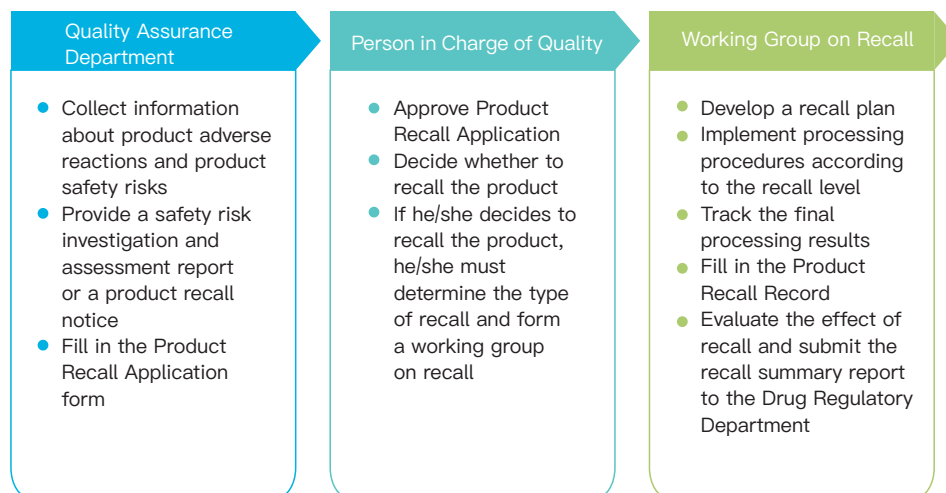 Quality Assurance
Department
Collect information
about product adverse
reactions and product
safety risks
Provide a safety risk
investigation and
assessment report
or a product recall
notice
Fill in the Product
Recall Application
form
Person in Charge of Quality
Approve Product
Recall Application
Decide whether to
recall the product
If he/she decides to
recall the product,
he/she must
determine the type
of recall and form
a working group
on recall
Working Group on Recall
Develop a recall plan
Implement processing
procedures according
to the recall level
Track the final
processing results
Fill in the Product
Recall Record
Evaluate the effect of
recall and submit the
recall summary report
to the Drug Regulatory
Department